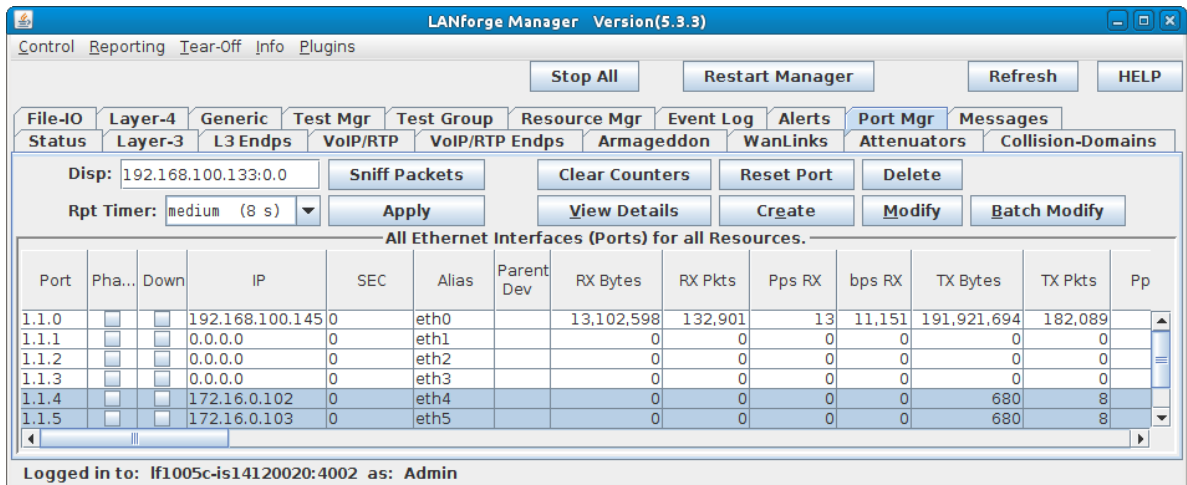 LANforge Manager Version(5.3.3)
Control Reporting Tear-Off Info Plugins
Stop All Restart Manager Refresh HELP
File-IO Layer-4 Generic Test Mgr Test Group Resource Mgr Event Log Alerts Port Mgr Messages
Status Layer-3 L3 Endps VoIP/RTP VoIP/RTP Endps Armageddon WanLinks Attenuators Collision-Domains
Disp: 192.168.100.133:0.0 Sniff Packets Clear Counters Reset Port Delete
Rpt Timer: medium (8 s) Apply View Details Create Modify Batch Modify
All Ethernet Interfaces (Ports) for all Resources.
Port Pha... Down IP SEC Alias Parent Dev RX Bytes RX Pkts Pps RX bps RX TX Bytes TX Pkts Pp
1.1.0 192.168.100.145 0 eth0 13,102,598 132,901 13 11,151 191,921,694 182,089
1.1.1 0.0.0.0 0 eth1 0 0 0 0 0 0
1.1.2 0.0.0.0 0 eth2 0 0 0 0 0 0
1.1.3 0.0.0.0 0 eth3 0 0 0 0 0 0
1.1.4 172.16.0.102 0 eth4 0 0 0 0 680 8
1.1.5 172.16.0.103 0 eth5 0 0 0 0 680 8
Logged in to: lf1005c-is14120020:4002 as: Admin